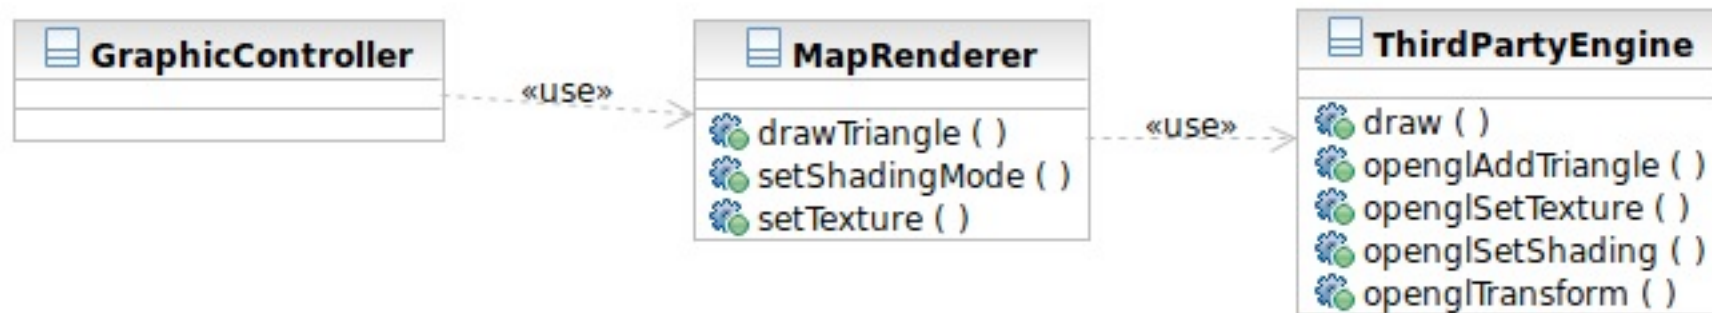 GraphicController
«use»
MapRenderer
drawTriangle ( )
setShadingMode ( )
setTexture ( )
«use»
ThirdPartyEngine
draw ( )
openglAddTriangle ( )
openglSetTexture ( )
openglSetShading ( )
openglTransform ( )